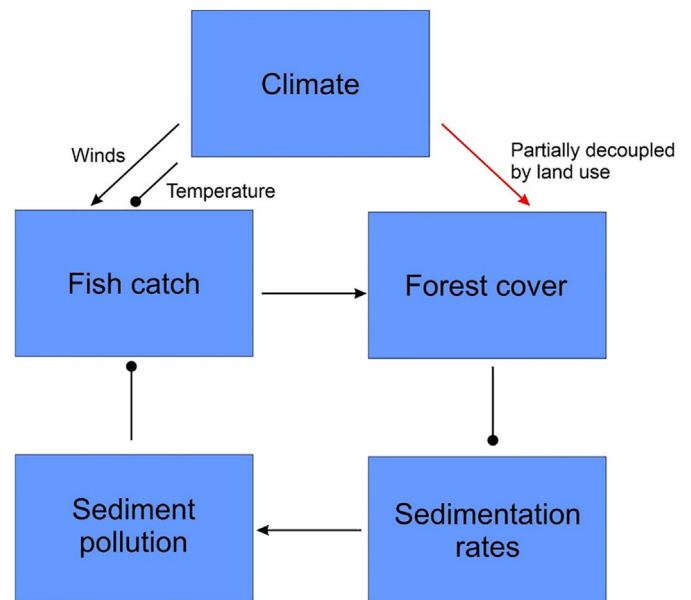 Climate
Winds
Temperature
Partially decoupled
by land use
Fish catch
Forest cover
Sediment
pollution
Sedimentation
rates